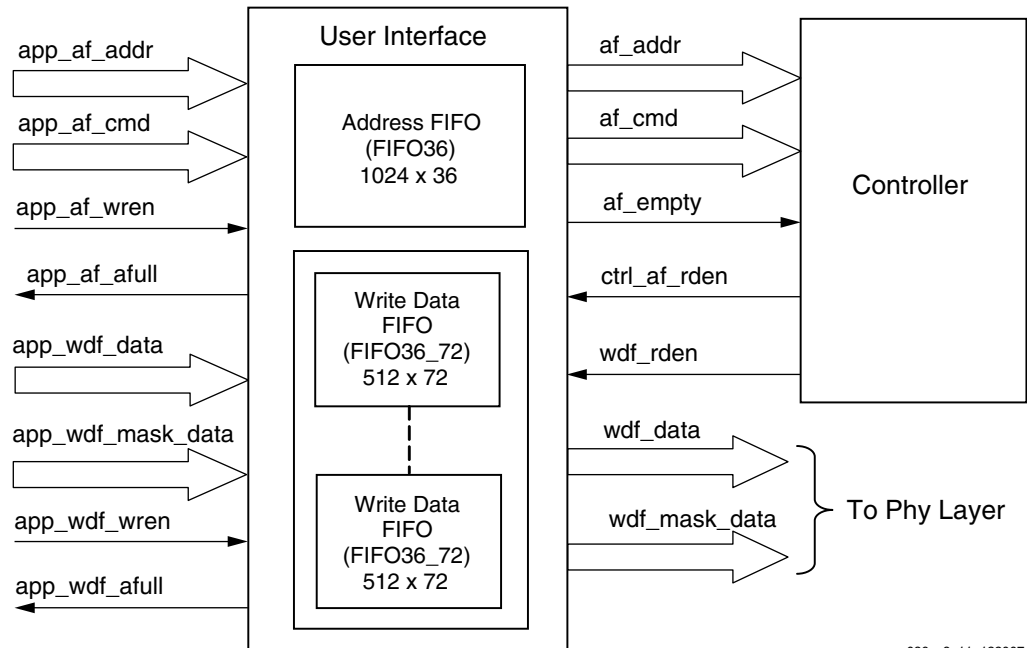 app_af_addr
app_af_cmd
app_af_wren
app_af_afull
app_wdf_data
app_wdf_mask_data
app_wdf_wren
app_wdf_afull
User Interface
Address FIFO
(FIFO36)
1024 x 36
Write Data
FIFO
(FIFO36_72)
512 x 72
Write Data
FIFO
(FIFO36_72)
512 x 72
af_addr
af_cmd
af_empty
ctrl_af_rden
wdf_rden
wdf_data
wdf_mask_data
Controller
To Phy Layer